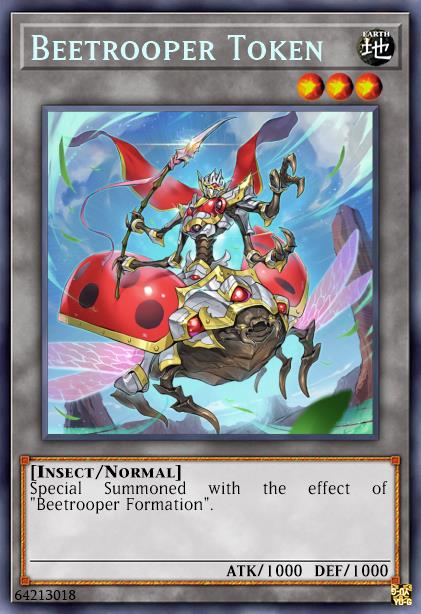 Beetrooper Token
EARTH
地
[Insect/Normal]
Special Summoned with the effect of
"Beetrooper Formation".
ATK/1000 DEF/1000
64213018